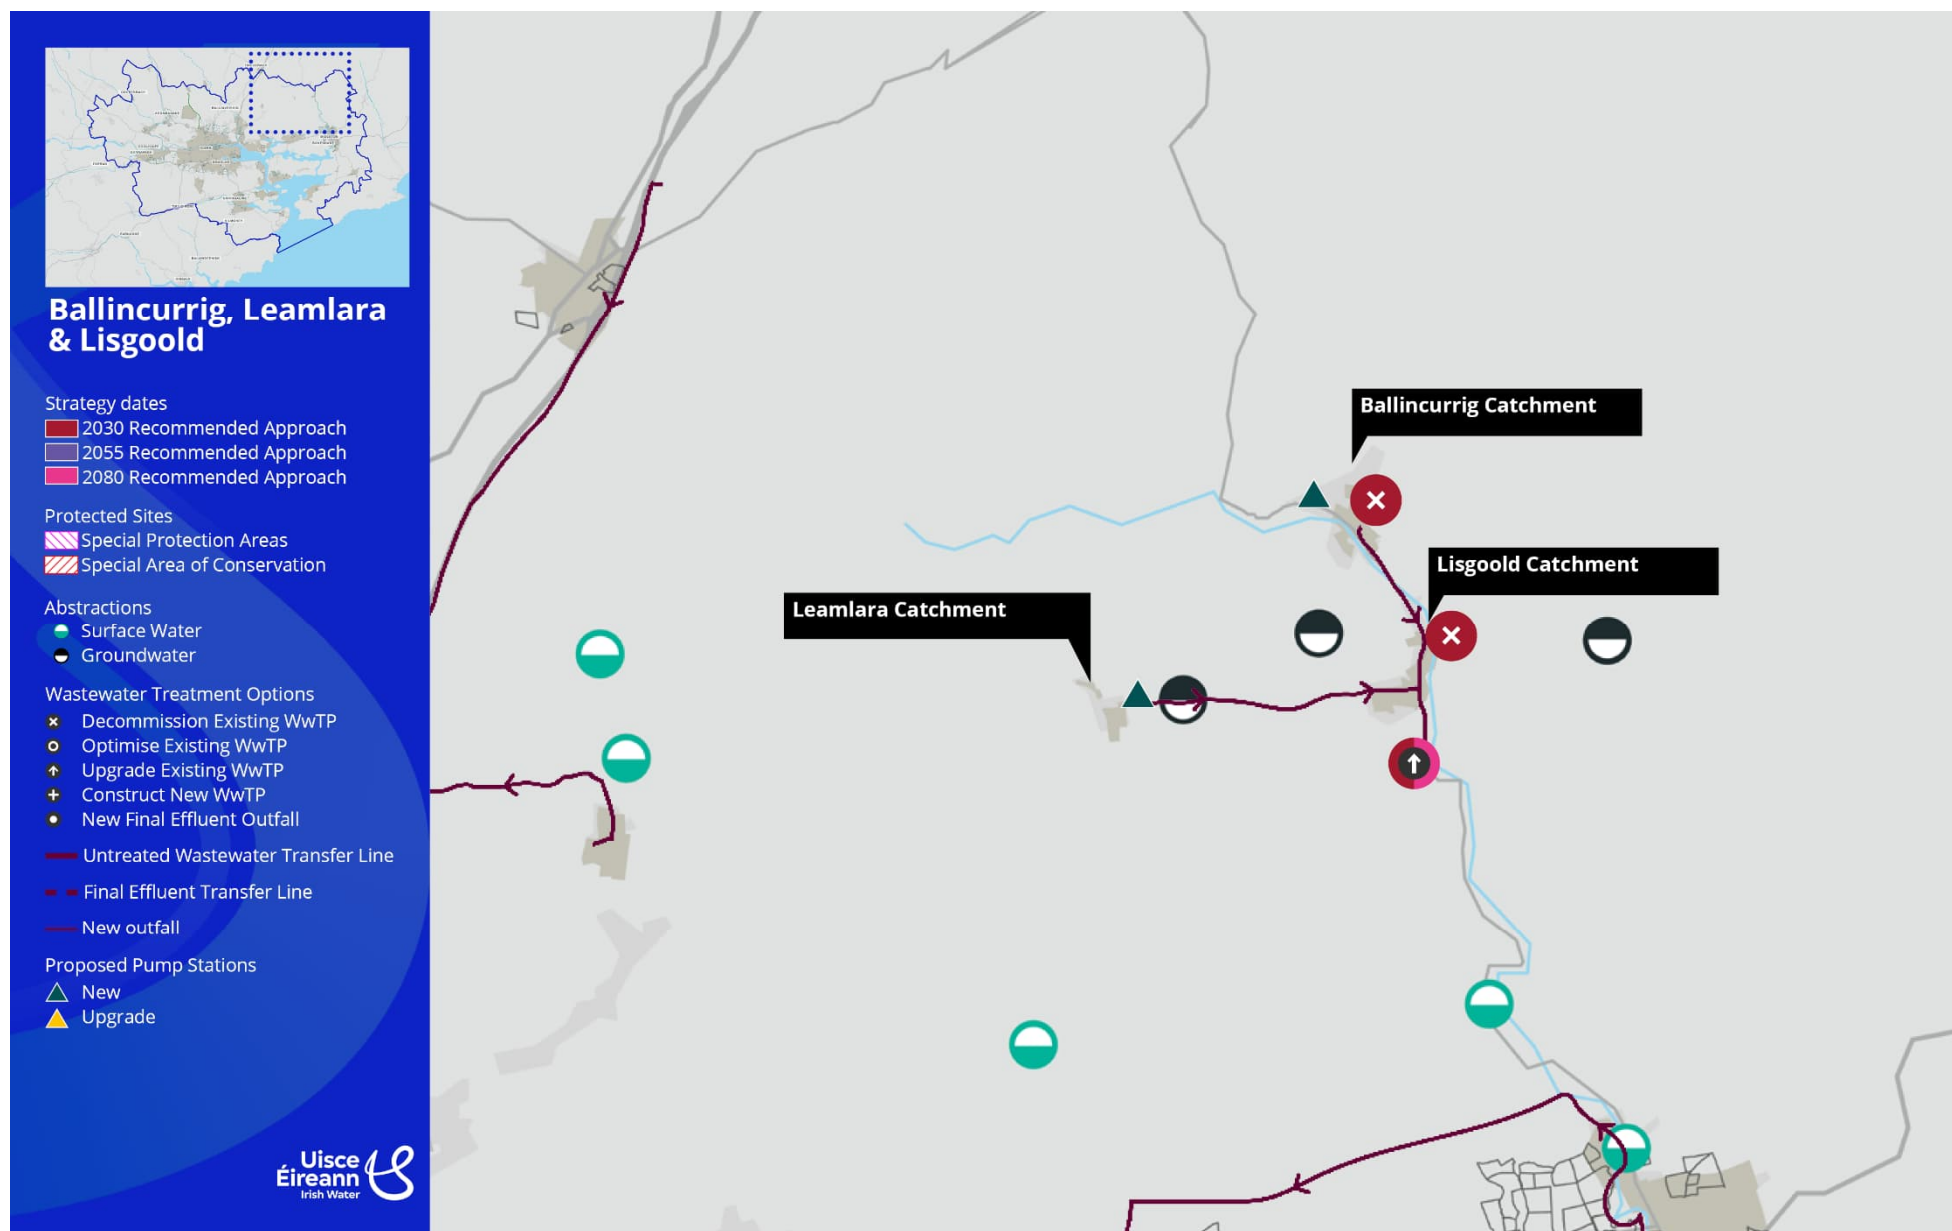 Ballincurrig, Leamlara
& Lisgoold
Strategy dates
2030 Recommended Approach
2055 Recommended Approach
2080 Recommended Approach
Protected Sites
Special Protection Areas
Special Area of Conservation
Abstractions
Surface Water
Groundwater
Wastewater Treatment Options
Decommission Existing WwTP
Optimise Existing WwTP
Upgrade Existing WwTP
Construct New WwTP
New Final Effluent Outfall
Untreated Wastewater Transfer Line
Final Effluent Transfer Line
New outfall
Proposed Pump Stations
New
Upgrade
Uisce
Éireann
Irish Water
Ballincurrig Catchment
Lisgoold Catchment
Leamlara Catchment